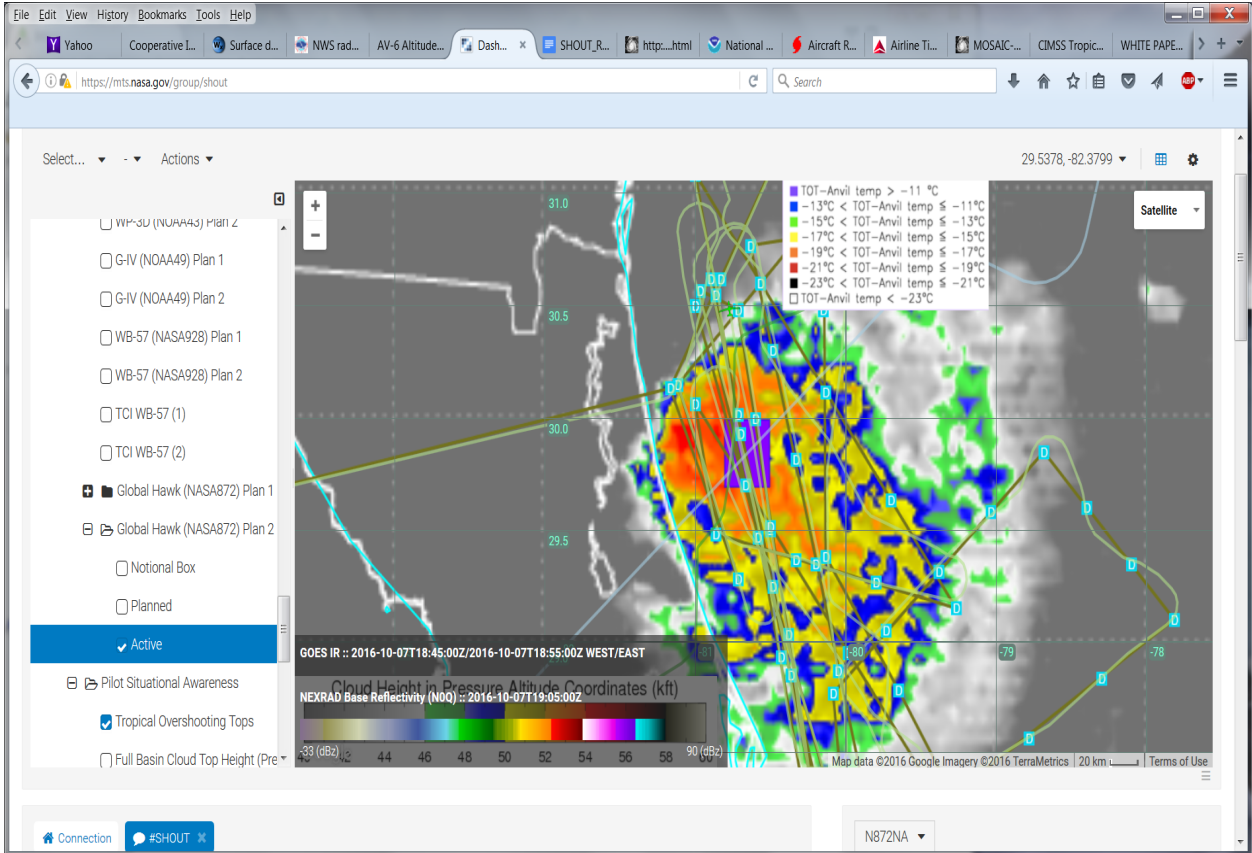 File Edit View History Bookmarks Tools Help
Yahoo Cooperative I... Surface d... NWS rad... AV-6 Altitude... Dash... × SHOUT_R... http:....html National ... Aircraft R... Airline Ti... MOSAIC-... CIMSS Tropic... WHITE PAPE...
https://mts.nasa.gov/group/shout
Search
ABP
Select... - Actions
29.5378, -82.3799
WP-3D (NOAA43) Plan 2
G-IV (NOAA49) Plan 1
G-IV (NOAA49) Plan 2
WB-57 (NASA928) Plan 1
WB-57 (NASA928) Plan 2
TCI WB-57 (1)
TCI WB-57 (2)
Global Hawk (NASA872) Plan 1
Global Hawk (NASA872) Plan 2
Notional Box
Planned
Active
Pilot Situational Awareness
Tropical Overshooting Tops
Full Basin Cloud Top Height (Pre
+
−
TOT-Anvil temp > -11 °C
-13°C < TOT-Anvil temp ≤ -11°C
-15°C < TOT-Anvil temp ≤ -13°C
-17°C < TOT-Anvil temp ≤ -15°C
-19°C < TOT-Anvil temp ≤ -17°C
-21°C < TOT-Anvil temp ≤ -19°C
-23°C < TOT-Anvil temp ≤ -21°C
TOT-Anvil temp < -23°C
Satellite
31.0
30.5
30.0
29.5
29.0
-81 -80 -79 -78
GOES IR :: 2016-10-07T18:45:00Z/2016-10-07T18:55:00Z WEST/EAST
Cloud Height in Pressure Altitude Coordinates (kft)
NEXRAD Base Reflectivity (N0Q) :: 2016-10-07T19:05:00Z
-33 (dBz) 90 (dBz)
42 44 46 48 50 52 54 56 58 60
Map data ©2016 Google Imagery ©2016 TerraMetrics 20 km Terms of Use
Connection #SHOUT ×
N872NA